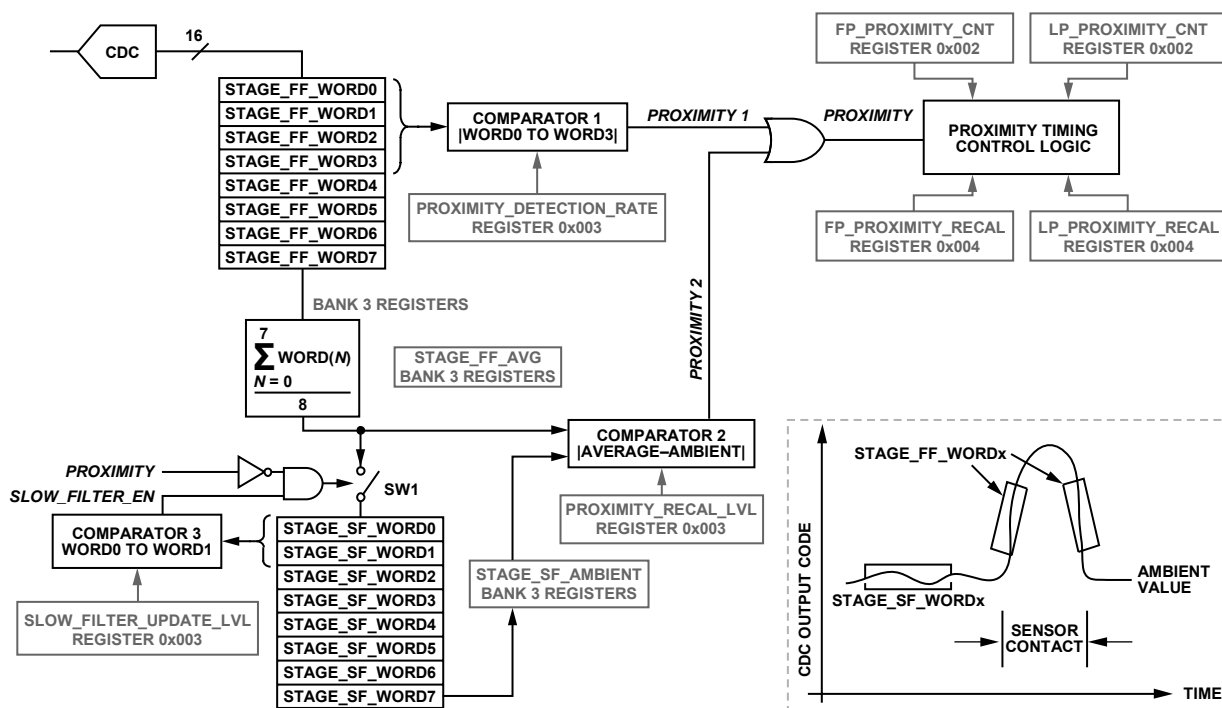 CDC
16
STAGE_FF_WORD0
STAGE_FF_WORD1
STAGE_FF_WORD2
STAGE_FF_WORD3
STAGE_FF_WORD4
STAGE_FF_WORD5
STAGE_FF_WORD6
STAGE_FF_WORD7
COMPARATOR 1
|WORD0 TO WORD3|
PROXIMITY_DETECTION_RATE
REGISTER 0x003
PROXIMITY 1
PROXIMITY
FP_PROXIMITY_CNT
REGISTER 0x002
LP_PROXIMITY_CNT
REGISTER 0x002
PROXIMITY TIMING
CONTROL LOGIC
FP_PROXIMITY_RECAL
REGISTER 0x004
LP_PROXIMITY_RECAL
REGISTER 0x004
BANK 3 REGISTERS
7
Σ WORD(N)
N = 0
8
STAGE_FF_AVG
BANK 3 REGISTERS
PROXIMITY 2
COMPARATOR 2
|AVERAGE–AMBIENT|
PROXIMITY_RECAL_LVL
REGISTER 0x003
PROXIMITY
SLOW_FILTER_EN
SW1
COMPARATOR 3
WORD0 TO WORD1
SLOW_FILTER_UPDATE_LVL
REGISTER 0x003
STAGE_SF_WORD0
STAGE_SF_WORD1
STAGE_SF_WORD2
STAGE_SF_WORD3
STAGE_SF_WORD4
STAGE_SF_WORD5
STAGE_SF_WORD6
STAGE_SF_WORD7
STAGE_SF_AMBIENT
BANK 3 REGISTERS
CDC OUTPUT CODE
STAGE_FF_WORDx
STAGE_SF_WORDx
AMBIENT
VALUE
SENSOR
CONTACT
TIME